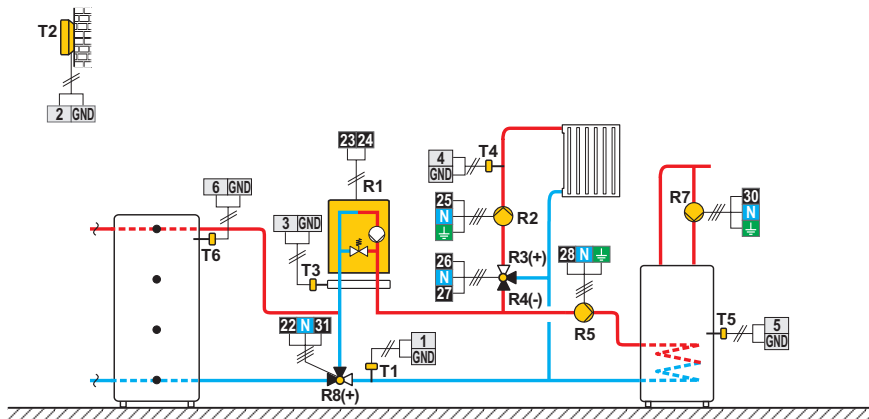 T2
2 GND
23 24
R1
6 GND
T6
3 GND
T3
22 N 31
R8(+)
1
GND
T1
4
GND
T4
25
N
R2
26
N
27
R3(+)
R4(-)
28 N
R5
R7
30
N
T5
5
GND